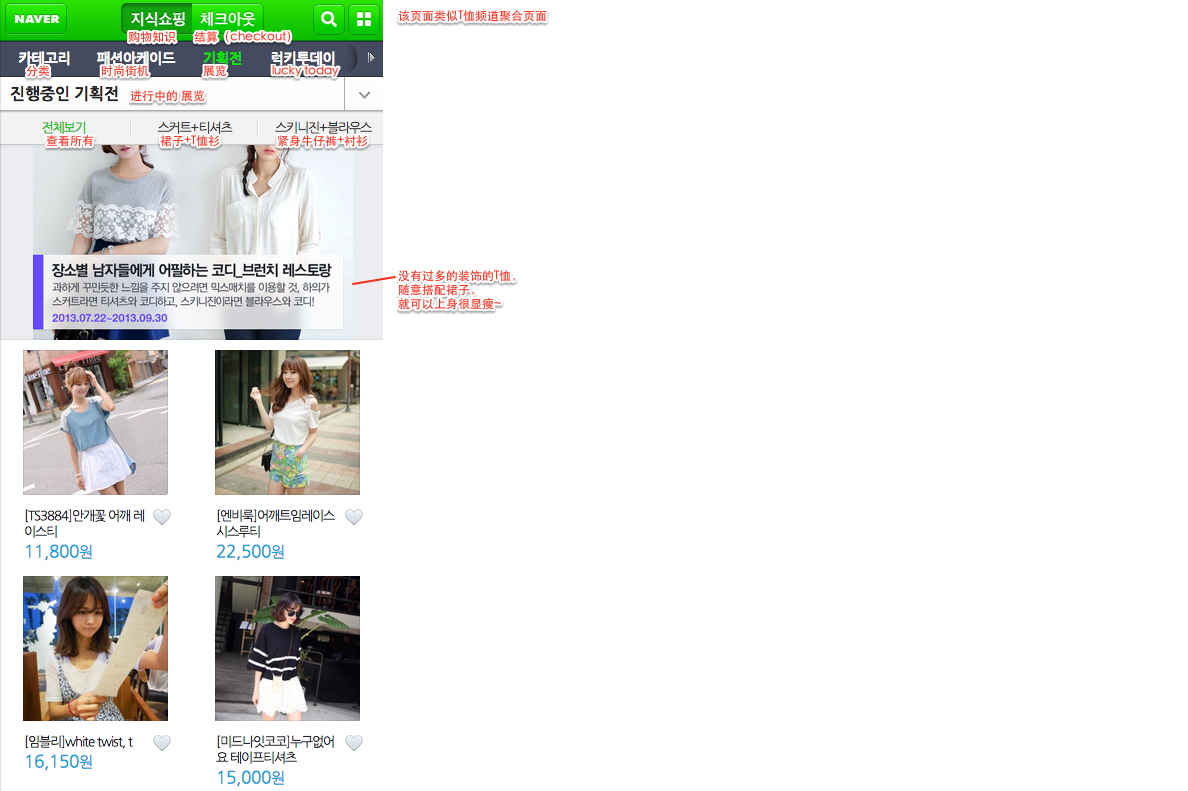 NAVER
지식쇼핑 체크아웃
购物知识 结算 (checkout)
该页面类似T恤频道聚合页面
카테고리 패션아케이드 기획전 럭키투데이
分类 时尚街机 展览 lucky today
진행중인 기획전 进行中的 展览
전체보기 스커트+티셔츠 스키니진+블라우스
查看所有 裙子+T恤衫 紧身牛仔裤+衬衫
장소별 남자들에게 어필하는 코디_브런치 레스토랑
과하게 꾸민듯한 느낌을 주지 않으려면 믹스매치를 이용할 것, 하의가
스커트라면 티셔츠와 코디하고, 스키니진이라면 블라우스와 코디!
2013.07.22~2013.09.30
没有过多的装饰的T恤，
随意搭配裙子，
就可以上身很显瘦~
[TS3884]안개꽃 어깨 레
이스티
11,800원
[엔비룩]어깨트임레이스
시스루티
22,500원
[임블리]white twist, t
16,150원
[미드나잇코코]누구없어
요 테이프티셔츠
15,000원